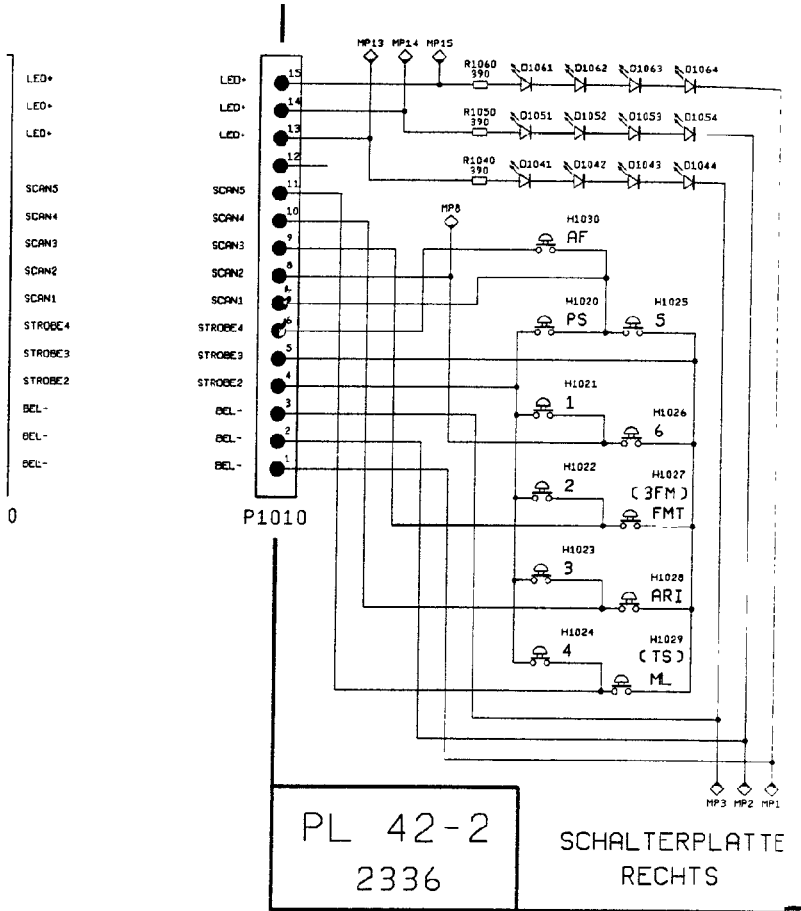 MP13 MP14 MP15
LED+
LED+
LED+
SCAN5
SCAN4
SCAN3
SCAN2
SCAN1
STROBE4
STROBE3
STROBE2
BEL-
BEL-
BEL-
0
LED+ 15
LED+ 14
LED- 13
12
SCAN5 11
SCAN4 10
SCAN3 9
SCAN2 8
SCAN1
STROBE4 6
STROBE3 5
STROBE2 4
BEL- 3
BEL- 2
BEL- 1
P1010
R1060 D1061 D1062 D1063 D1064
390
R1050 D1051 D1052 D1053 D1054
390
R1040 D1041 D1042 D1043 D1044
390
MP8
H1030
AF
H1020 H1025
PS 5
H1021
1
H1026
6
H1022
2
H1027
(3FM)
FMT
H1023
3
H1028
ARI
H1024
4
H1029
(TS)
ML
MP3 MP2 MP1
PL 42-2
2336
SCHALTERPLATTE
RECHTS